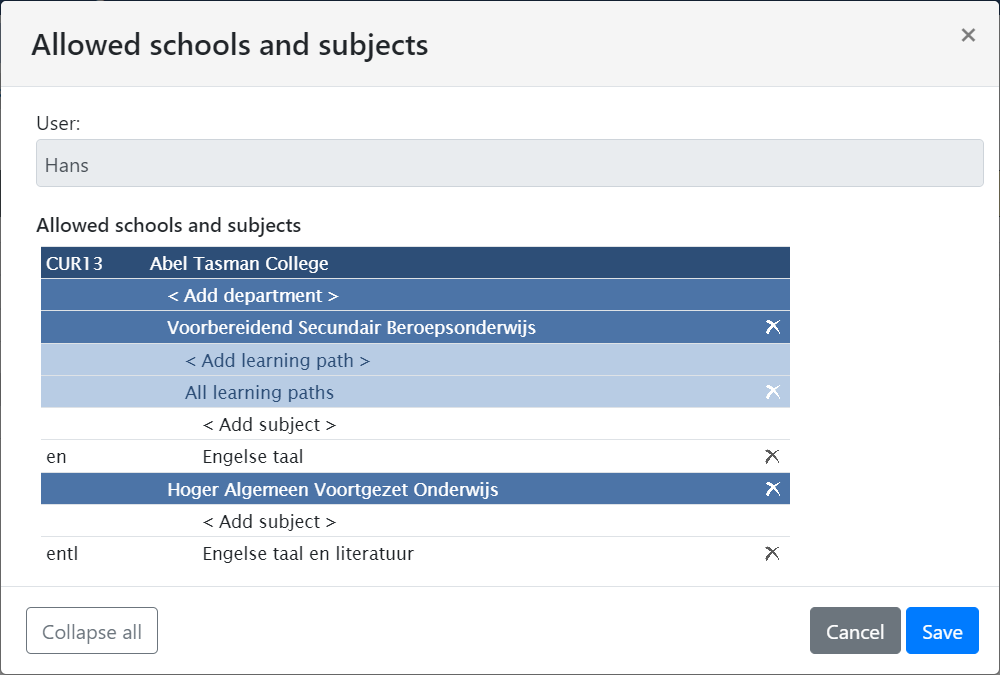 Allowed schools and subjects
×
User:
Hans
Allowed schools and subjects
CUR13 Abel Tasman College
< Add department >
Voorbereidend Secundair Beroepsonderwijs
< Add learning path >
All learning paths
< Add subject >
en Engelse taal
Hoger Algemeen Voortgezet Onderwijs
< Add subject >
entl Engelse taal en literatuur
Collapse all Cancel Save